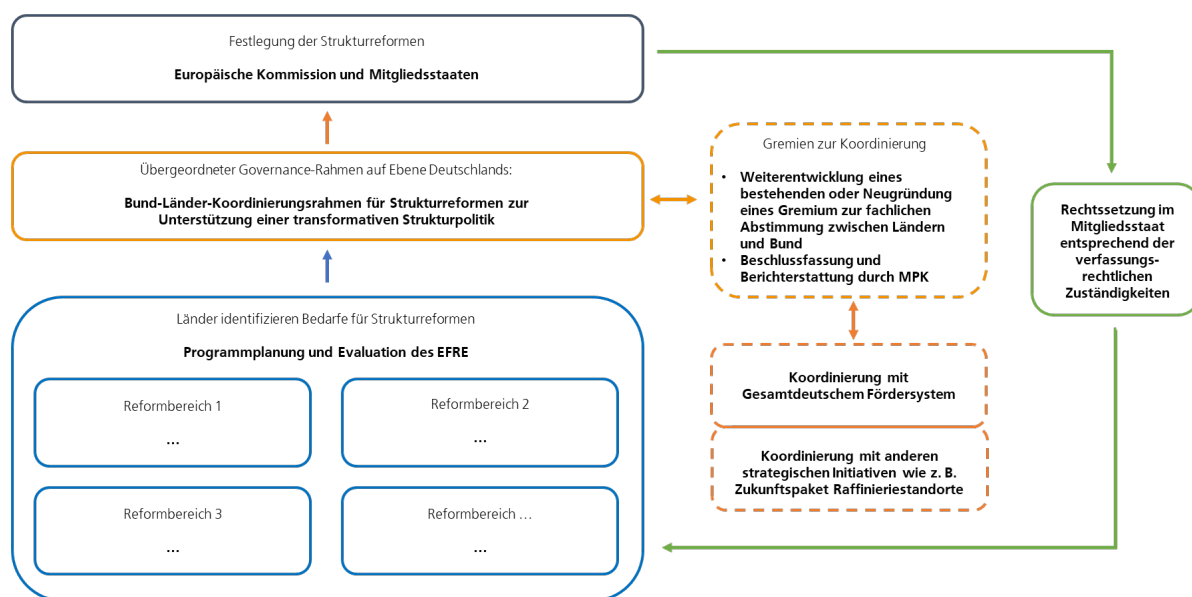 Festlegung der Strukturreformen
Europäische Kommission und Mitgliedsstaaten
Übergeordneter Governance-Rahmen auf Ebene Deutschlands:
Bund-Länder-Koordinierungsrahmen für Strukturreformen zur
Unterstützung einer transformativen Strukturpolitik
Gremien zur Koordinierung
• Weiterentwicklung eines
bestehenden oder Neugründung
eines Gremium zur fachlichen
Abstimmung zwischen Ländern
und Bund
• Beschlussfassung und
Berichterstattung durch MPK
Rechtssetzung im
Mitgliedsstaat
entsprechend der
verfassungs-
rechtlichen
Zuständigkeiten
Länder identifizieren Bedarfe für Strukturreformen
Programmplanung und Evaluation des EFRE
Reformbereich 1
...
Reformbereich 2
...
Reformbereich 3
...
Reformbereich ...
...
Koordinierung mit
Gesamtdeutschem Fördersystem
Koordinierung mit anderen
strategischen Initiativen wie z. B.
Zukunftspaket Raffineriestandorte